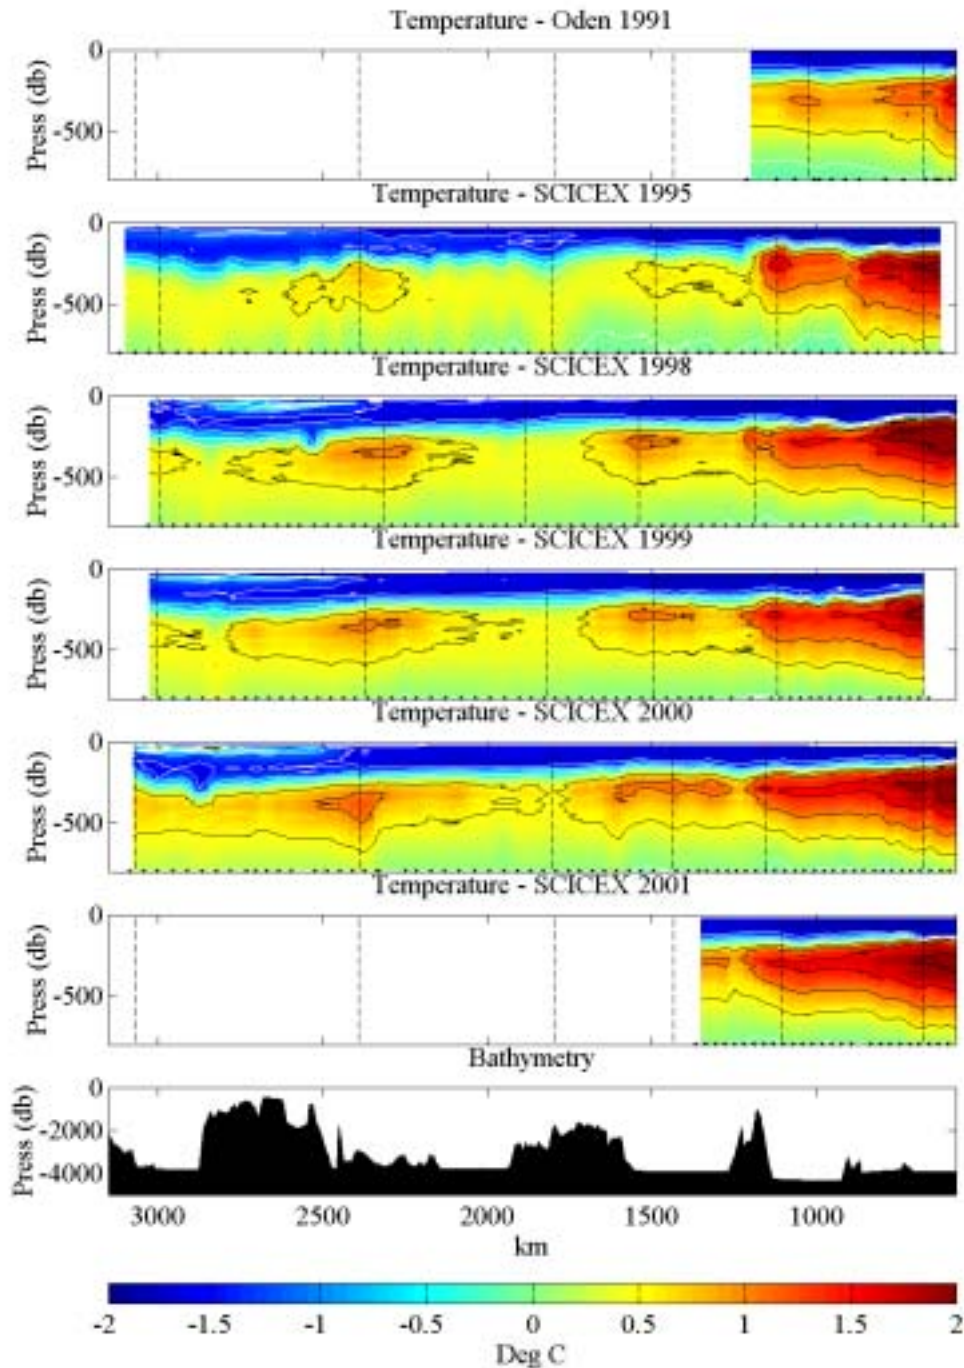 Temperature - Oden 1991
0
-500
Press (db)
Temperature - SCICEX 1995
0
-500
Press (db)
Temperature - SCICEX 1998
0
-500
Press (db)
Temperature - SCICEX 1999
0
-500
Press (db)
Temperature - SCICEX 2000
0
-500
Press (db)
Temperature - SCICEX 2001
0
-500
Press (db)
Bathymetry
0
-2000
-4000
Press (db)
3000 2500 2000 1500 1000
km
-2 -1.5 -1 -0.5 0 0.5 1 1.5 2
Deg C